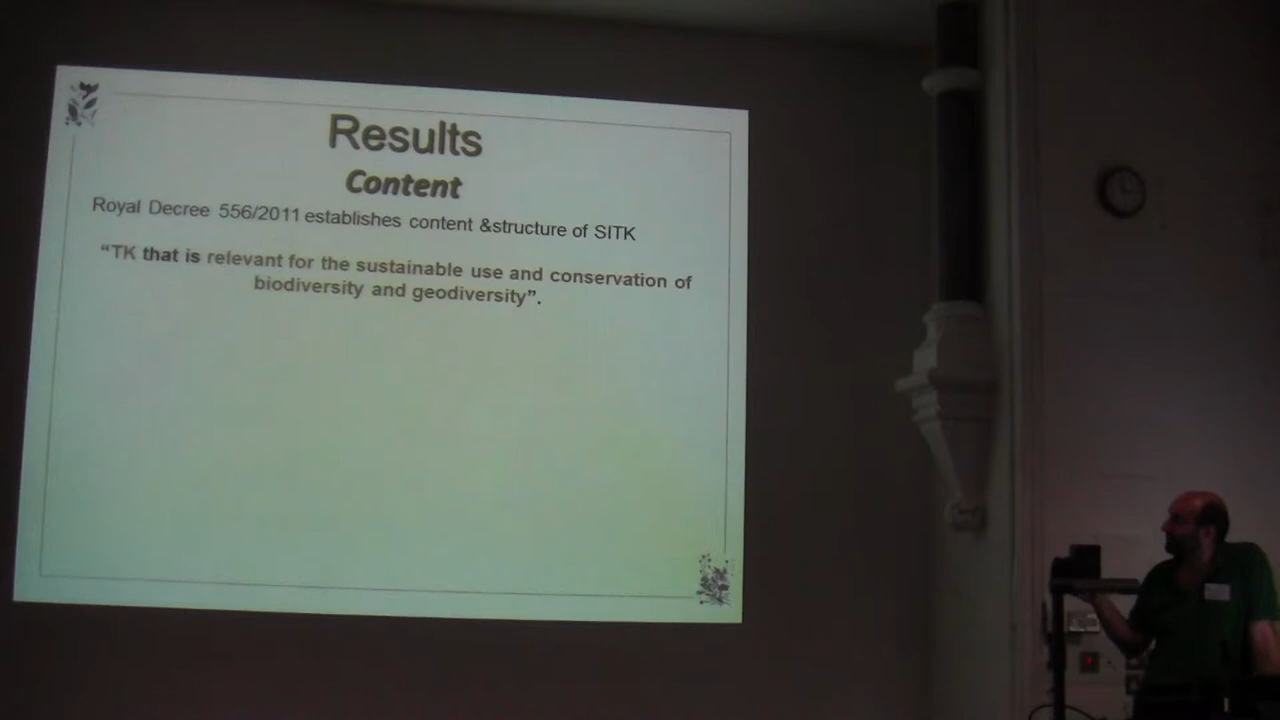 Results
Content
Royal Decree 556/2011 establishes content &structure of SITK
“TK that is relevant for the sustainable use and conservation of
biodiversity and geodiversity”.